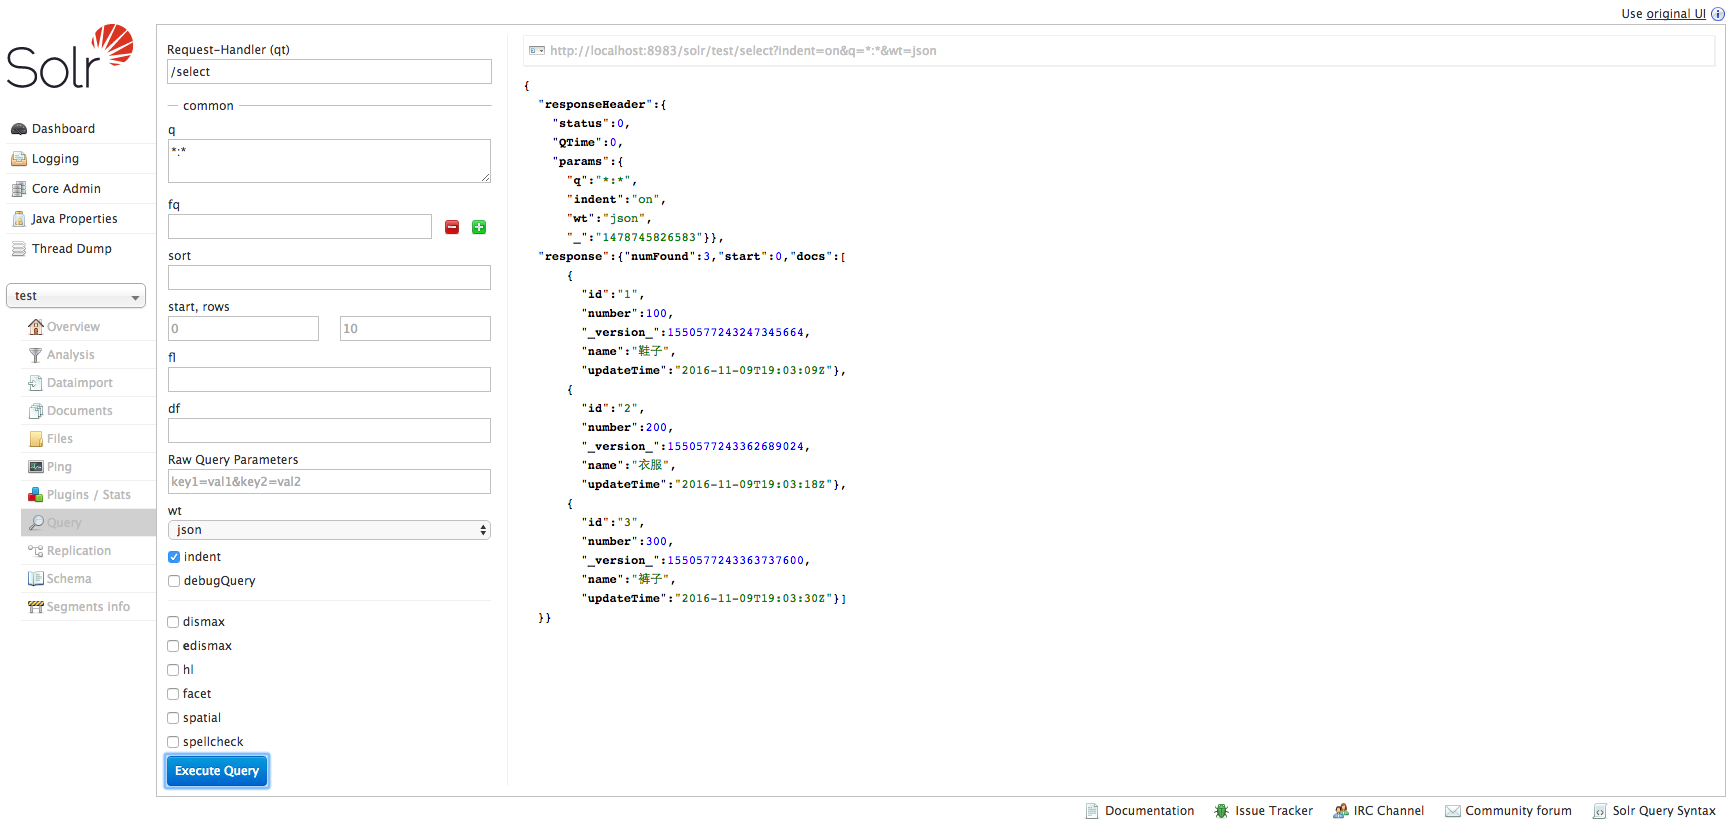 Use original UI
Solr
Dashboard
Logging
Core Admin
Java Properties
Thread Dump
test
Overview
Analysis
Dataimport
Documents
Files
Ping
Plugins / Stats
Query
Replication
Schema
Segments info
Request-Handler (qt)
/select
common
q
*:*
fq
sort
start, rows
0 10
fl
df
Raw Query Parameters
key1=val1&key2=val2
wt
json
indent
debugQuery
dismax
edismax
hl
facet
spatial
spellcheck
Execute Query
http://localhost:8983/solr/test/select?indent=on&q=*:*&wt=json
{
"responseHeader":{
"status":0,
"QTime":0,
"params":{
"q":"*:*",
"indent":"on",
"wt":"json",
"_":"1478745826583"}},
"response":{"numFound":3,"start":0,"docs":[
{
"id":"1",
"number":100,
"_version_":1550577243247345664,
"name":"鞋子",
"updateTime":"2016-11-09T19:03:09Z"},
{
"id":"2",
"number":200,
"_version_":1550577243362689024,
"name":"衣服",
"updateTime":"2016-11-09T19:03:18Z"},
{
"id":"3",
"number":300,
"_version_":1550577243363737600,
"name":"裤子",
"updateTime":"2016-11-09T19:03:30Z"}]
}}
Documentation Issue Tracker IRC Channel Community forum Solr Query Syntax